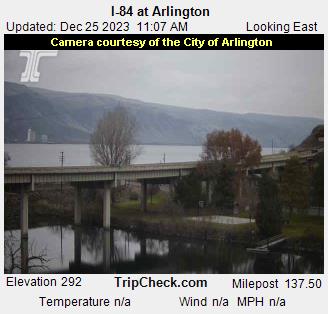 I-84 at Arlington
Updated: Dec 25 2023 11:07 AM Looking East
Camera courtesy of the City of Arlington
Elevation 292 TripCheck.com Milepost 137.50
Temperature n/a Wind n/a MPH n/a